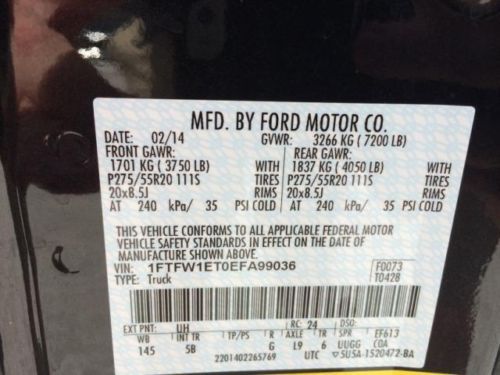 MFD. BY FORD MOTOR CO.
DATE: 02/14 GVWR: 3266 KG ( 7200 LB)
FRONT GAWR: REAR GAWR:
1701 KG ( 3750 LB) WITH 1837 KG ( 4050 LB) WITH
P275/55R20 111S TIRES P275/55R20 111S TIRES
20x8.5J RIMS 20x8.5J RIMS
AT 240 kPa/ 35 PSI COLD AT 240 kPa/ 35 PSI COLD
THIS VEHICLE CONFORMS TO ALL APPLICABLE FEDERAL MOTOR
VEHICLE SAFETY STANDARDS IN EFFECT ON THE DATE OF
MANUFACTURE SHOWN ABOVE.
VIN: 1FTFW1ET0EFA99036 F0073
TYPE: Truck T0428
EXT PNT: UH RC: 24 DSO:
WB INT TR TP/PS R AXLE TR SPR EF613
145 5B G L9 6 UUGG COA
2201402265769 UTC 5U5A-1520472-BA